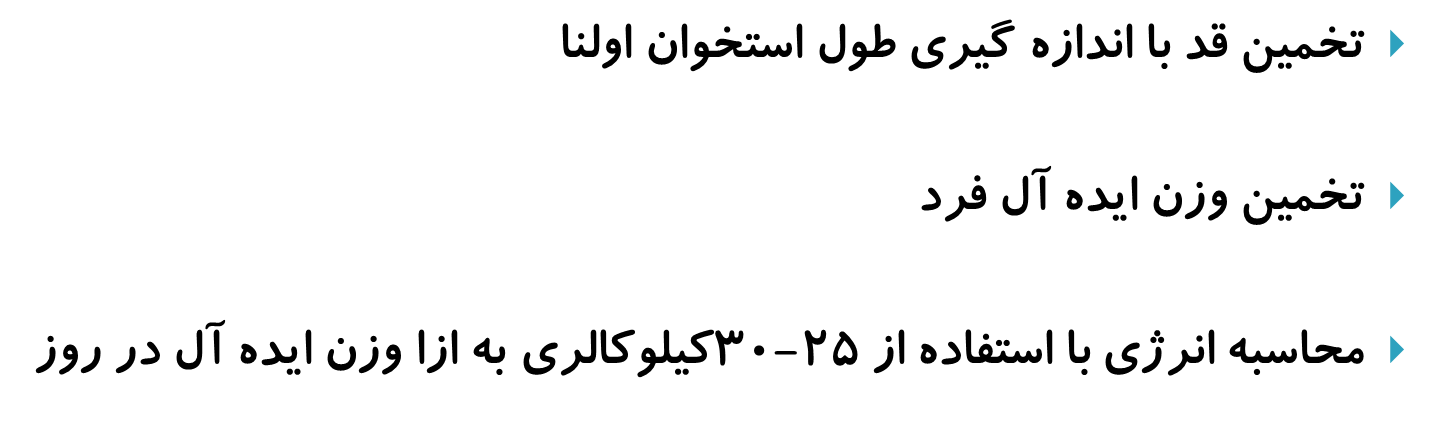 تخمین قد با اندازه گیری طول استخوان اولنا
تخمین وزن ایده آل فرد
محاسبه انرژی با استفاده از ۲۵-۳۰کیلوکالری به ازا وزن ایده آل در روز